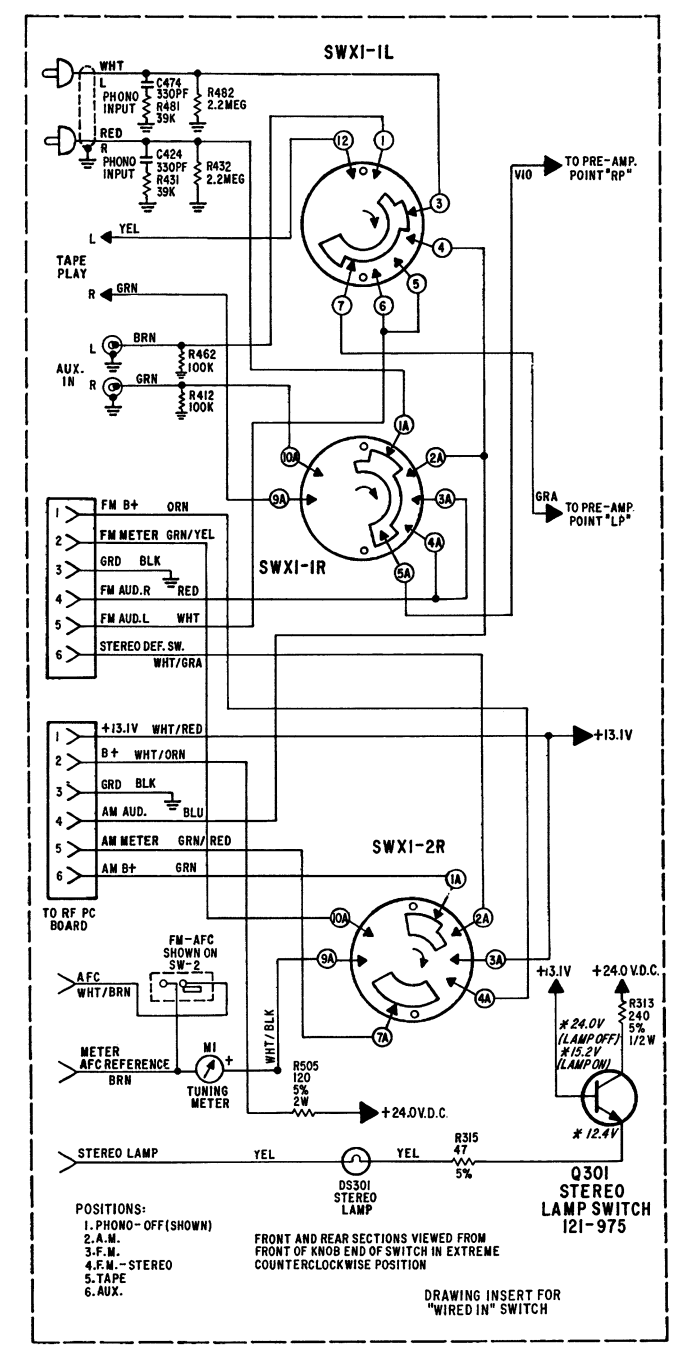 SWX1-1L
WHT
L
PHONO
INPUT
C474
330PF
R481
39K
R482
2.2MEG
RED
R
PHONO
INPUT
C424
330PF
R431
39K
R432
2.2MEG
12
1
3
4
5
6
7
VIO
TO PRE-AMP.
POINT "RP"
L
YEL
TAPE
PLAY
R
GRN
L
BRN
AUX.
IN
R
GRN
R462
100K
R412
100K
1A
2A
3A
4A
5A
9A
10A
SWX1-1R
GRA
TO PRE-AMP.
POINT "LP"
1
FM B+
ORN
2
FM METER
GRN/YEL
3
GRD
BLK
4
FM AUD.R
RED
5
FM AUD.L
WHT
6
STEREO DEF. SW.
WHT/GRA
1
+13.1V
WHT/RED
+13.1V
2
B+
WHT/ORN
3
GRD
BLK
4
AM AUD.
BLU
5
AM METER
GRN/RED
6
AM B+
GRN
TO RF PC
BOARD
SWX1-2R
1A
2A
3A
4A
7A
9A
10A
FM-AFC
SHOWN ON
SW-2
AFC
WHT/BRN
METER
AFC REFERENCE
BRN
M1
+
TUNING
METER
WHT/BLK
R505
120
5%
2W
+24.0V.D.C.
+13.1V
+24.0 V.D.C.
R313
240
5%
1/2W
*24.0V
(LAMP OFF)
*15.2V
(LAMP ON)
*12.4V
STEREO LAMP
YEL
YEL
DS301
STEREO
LAMP
R315
47
5%
Q301
STEREO
LAMP SWITCH
121-975
POSITIONS:
1. PHONO-OFF (SHOWN)
2. A.M.
3. F.M.
4. F.M.-STEREO
5. TAPE
6. AUX.
FRONT AND REAR SECTIONS VIEWED FROM
FRONT OF KNOB END OF SWITCH IN EXTREME
COUNTERCLOCKWISE POSITION
DRAWING INSERT FOR
"WIRED IN" SWITCH